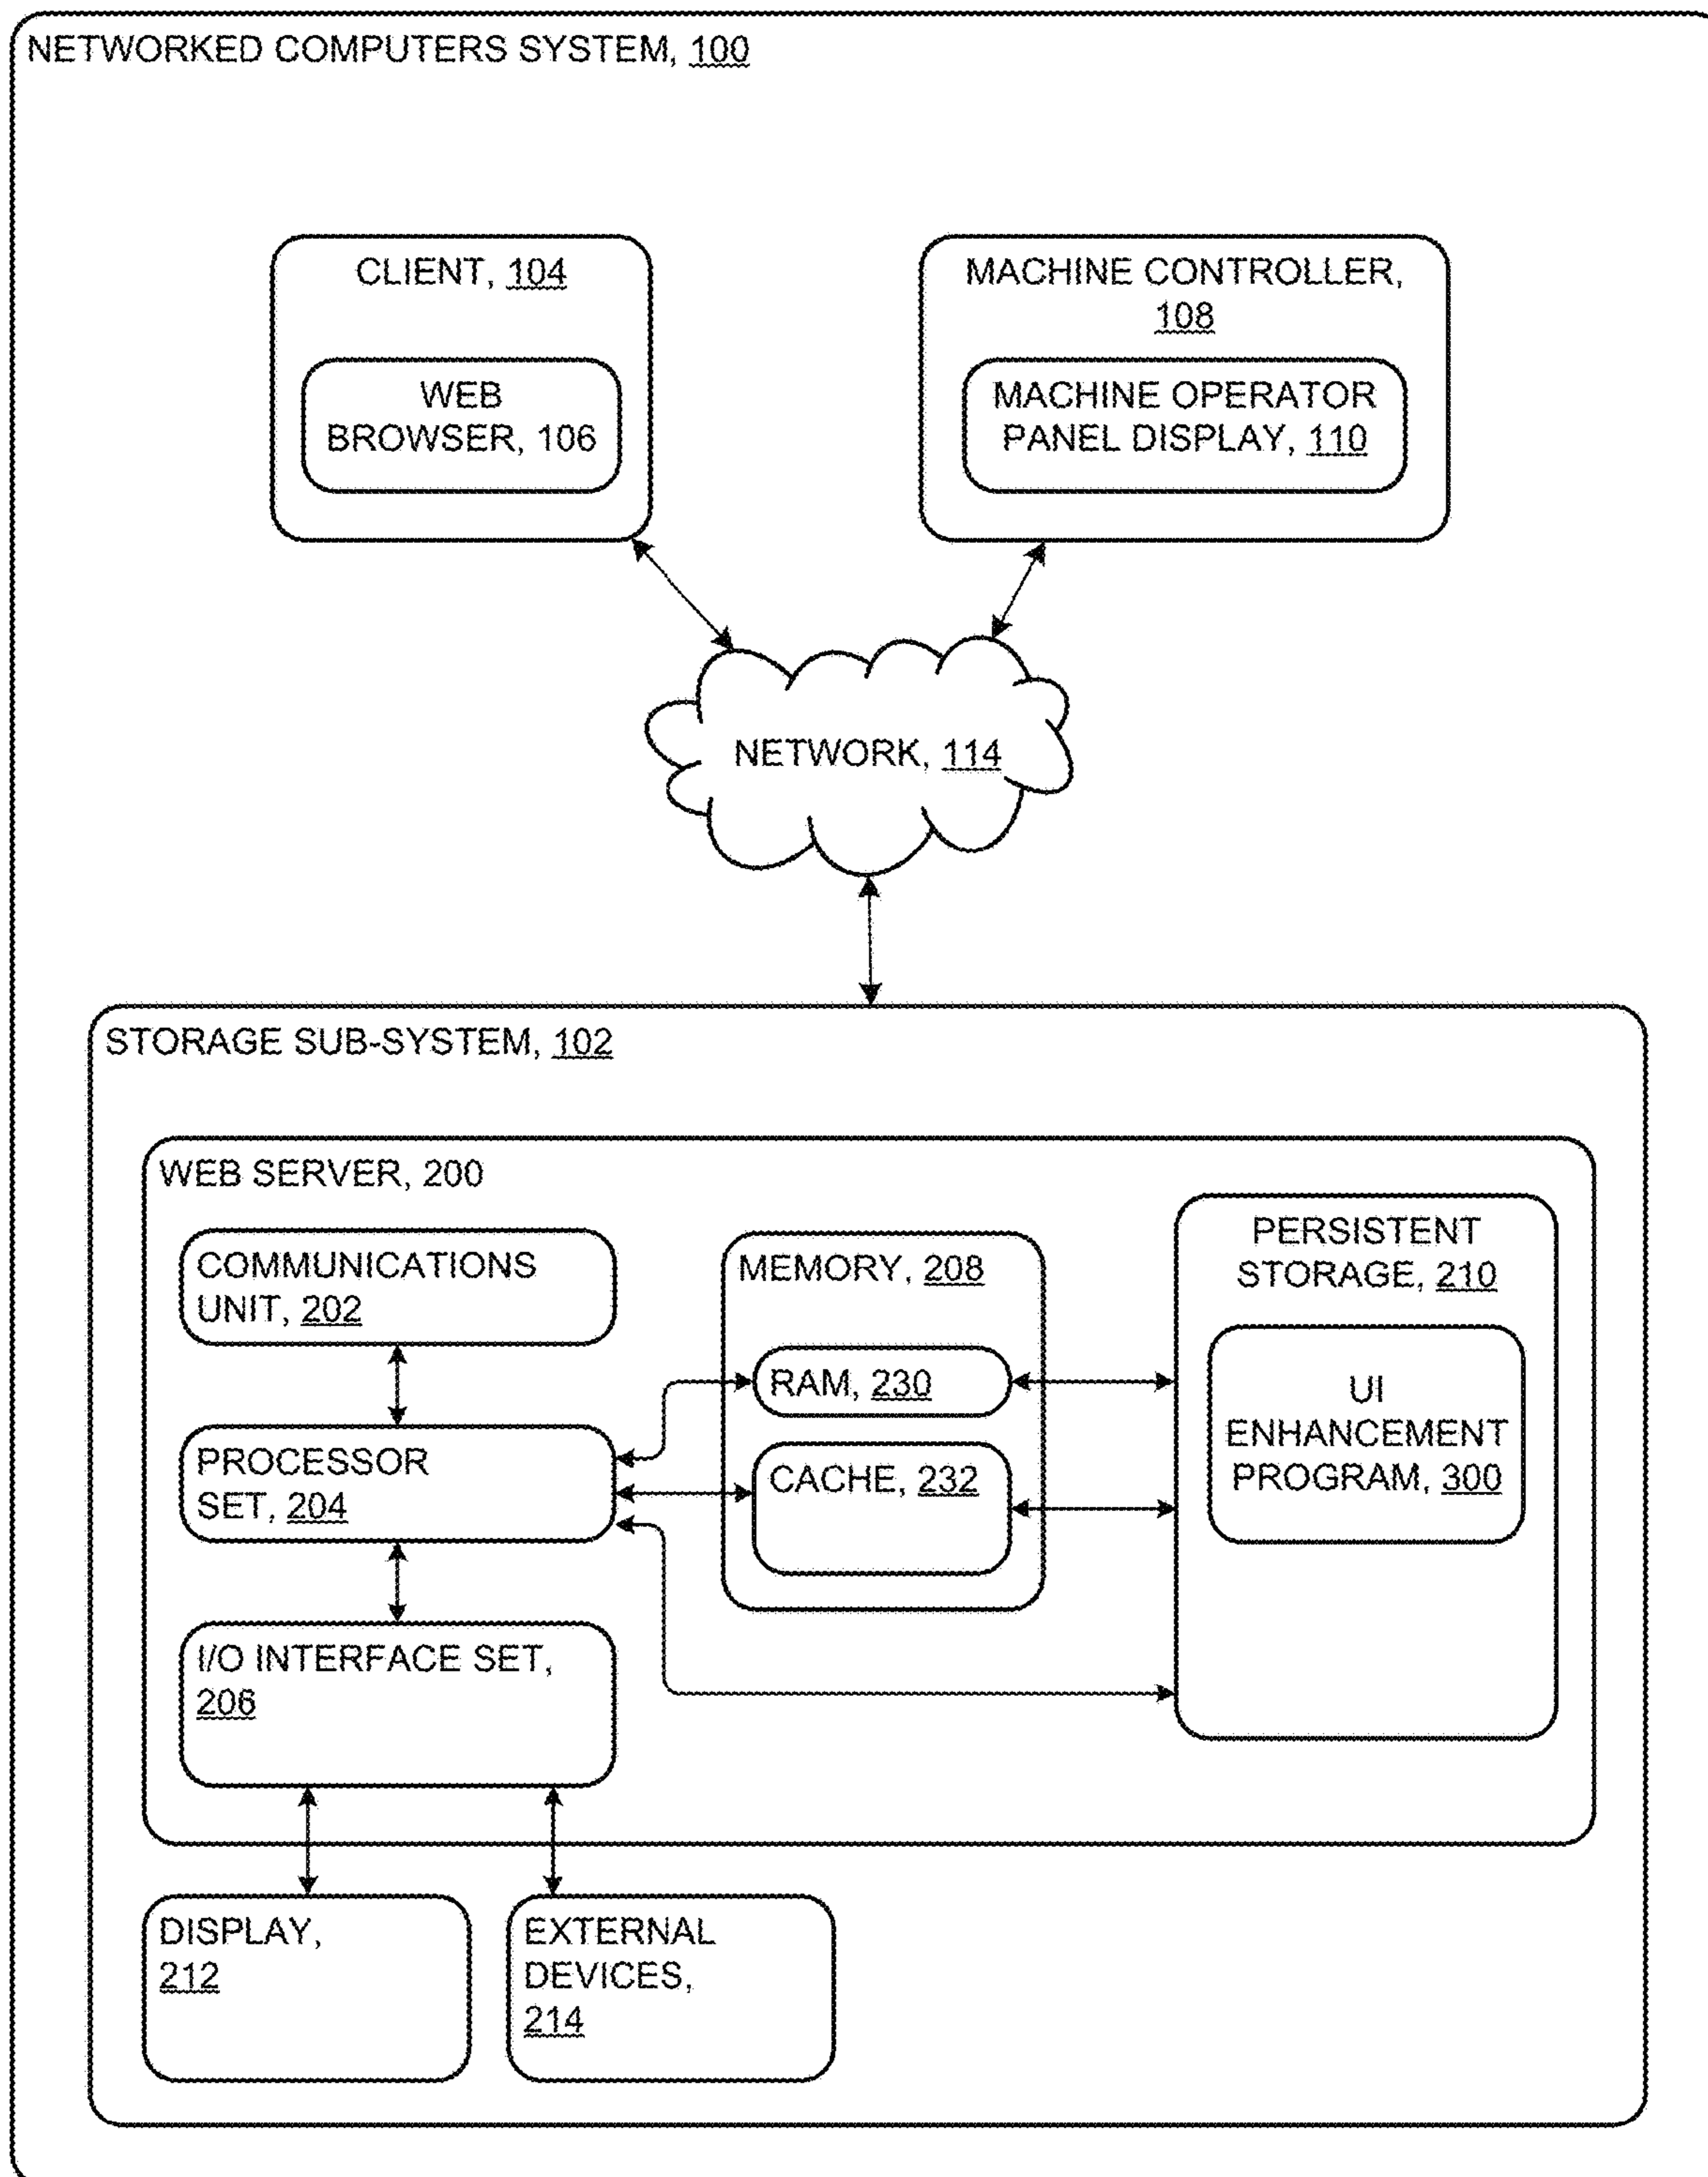 NETWORKED COMPUTERS SYSTEM, 100
CLIENT, 104
WEB
BROWSER, 106
MACHINE CONTROLLER,
108
MACHINE OPERATOR
PANEL DISPLAY, 110
NETWORK, 114
STORAGE SUB-SYSTEM, 102
WEB SERVER, 200
COMMUNICATIONS
UNIT, 202
PROCESSOR
SET, 204
I/O INTERFACE SET,
206
MEMORY, 208
RAM, 230
CACHE, 232
PERSISTENT
STORAGE, 210
UI
ENHANCEMENT
PROGRAM, 300
DISPLAY,
212
EXTERNAL
DEVICES,
214